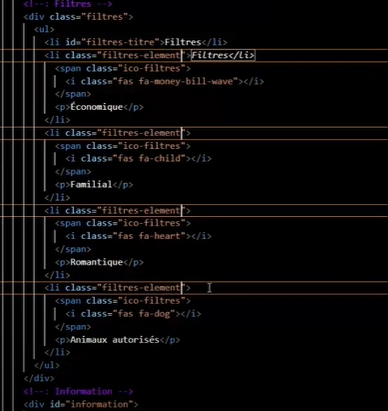 <!--: Filtres -->
<div class="filtres">
<ul>
<li id="filtres-titre">Filtres</li>
<li class="filtres-element">Filtres</li>
<span class="ico-filtres">
<i class="fas fa-money-bill-wave"></i>
</span>
<p>Économique</p>
</li>
<li class="filtres-element">
<span class="ico-filtres">
<i class="fas fa-child"></i>
</span>
<p>Familial</p>
</li>
<li class="filtres-element">
<span class="ico-filtres">
<i class="fas fa-heart"></i>
</span>
<p>Romantique</p>
</li>
<li class="filtres-element">
<span class="ico-filtres">
<i class="fas fa-dog"></i>
</span>
<p>Animaux autorisés</p>
</li>
</ul>
</div>
<!--: Information -->
<div id="information">